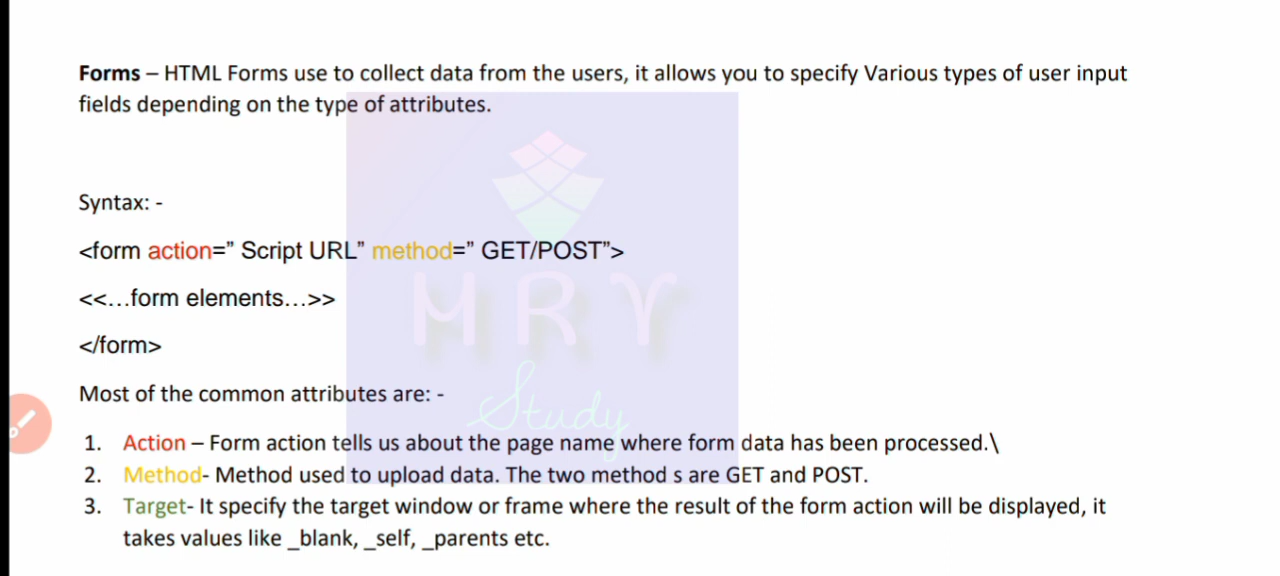 Forms – HTML Forms use to collect data from the users, it allows you to specify Various types of user input
fields depending on the type of attributes.
Syntax: -
<form action=” Script URL” method=” GET/POST”>
<<…form elements…>>
</form>
MRY
Most of the common attributes are: -
Study
1. Action – Form action tells us about the page name where form data has been processed.\
2. Method- Method used to upload data. The two method s are GET and POST.
3. Target- It specify the target window or frame where the result of the form action will be displayed, it
takes values like _blank, _self, _parents etc.